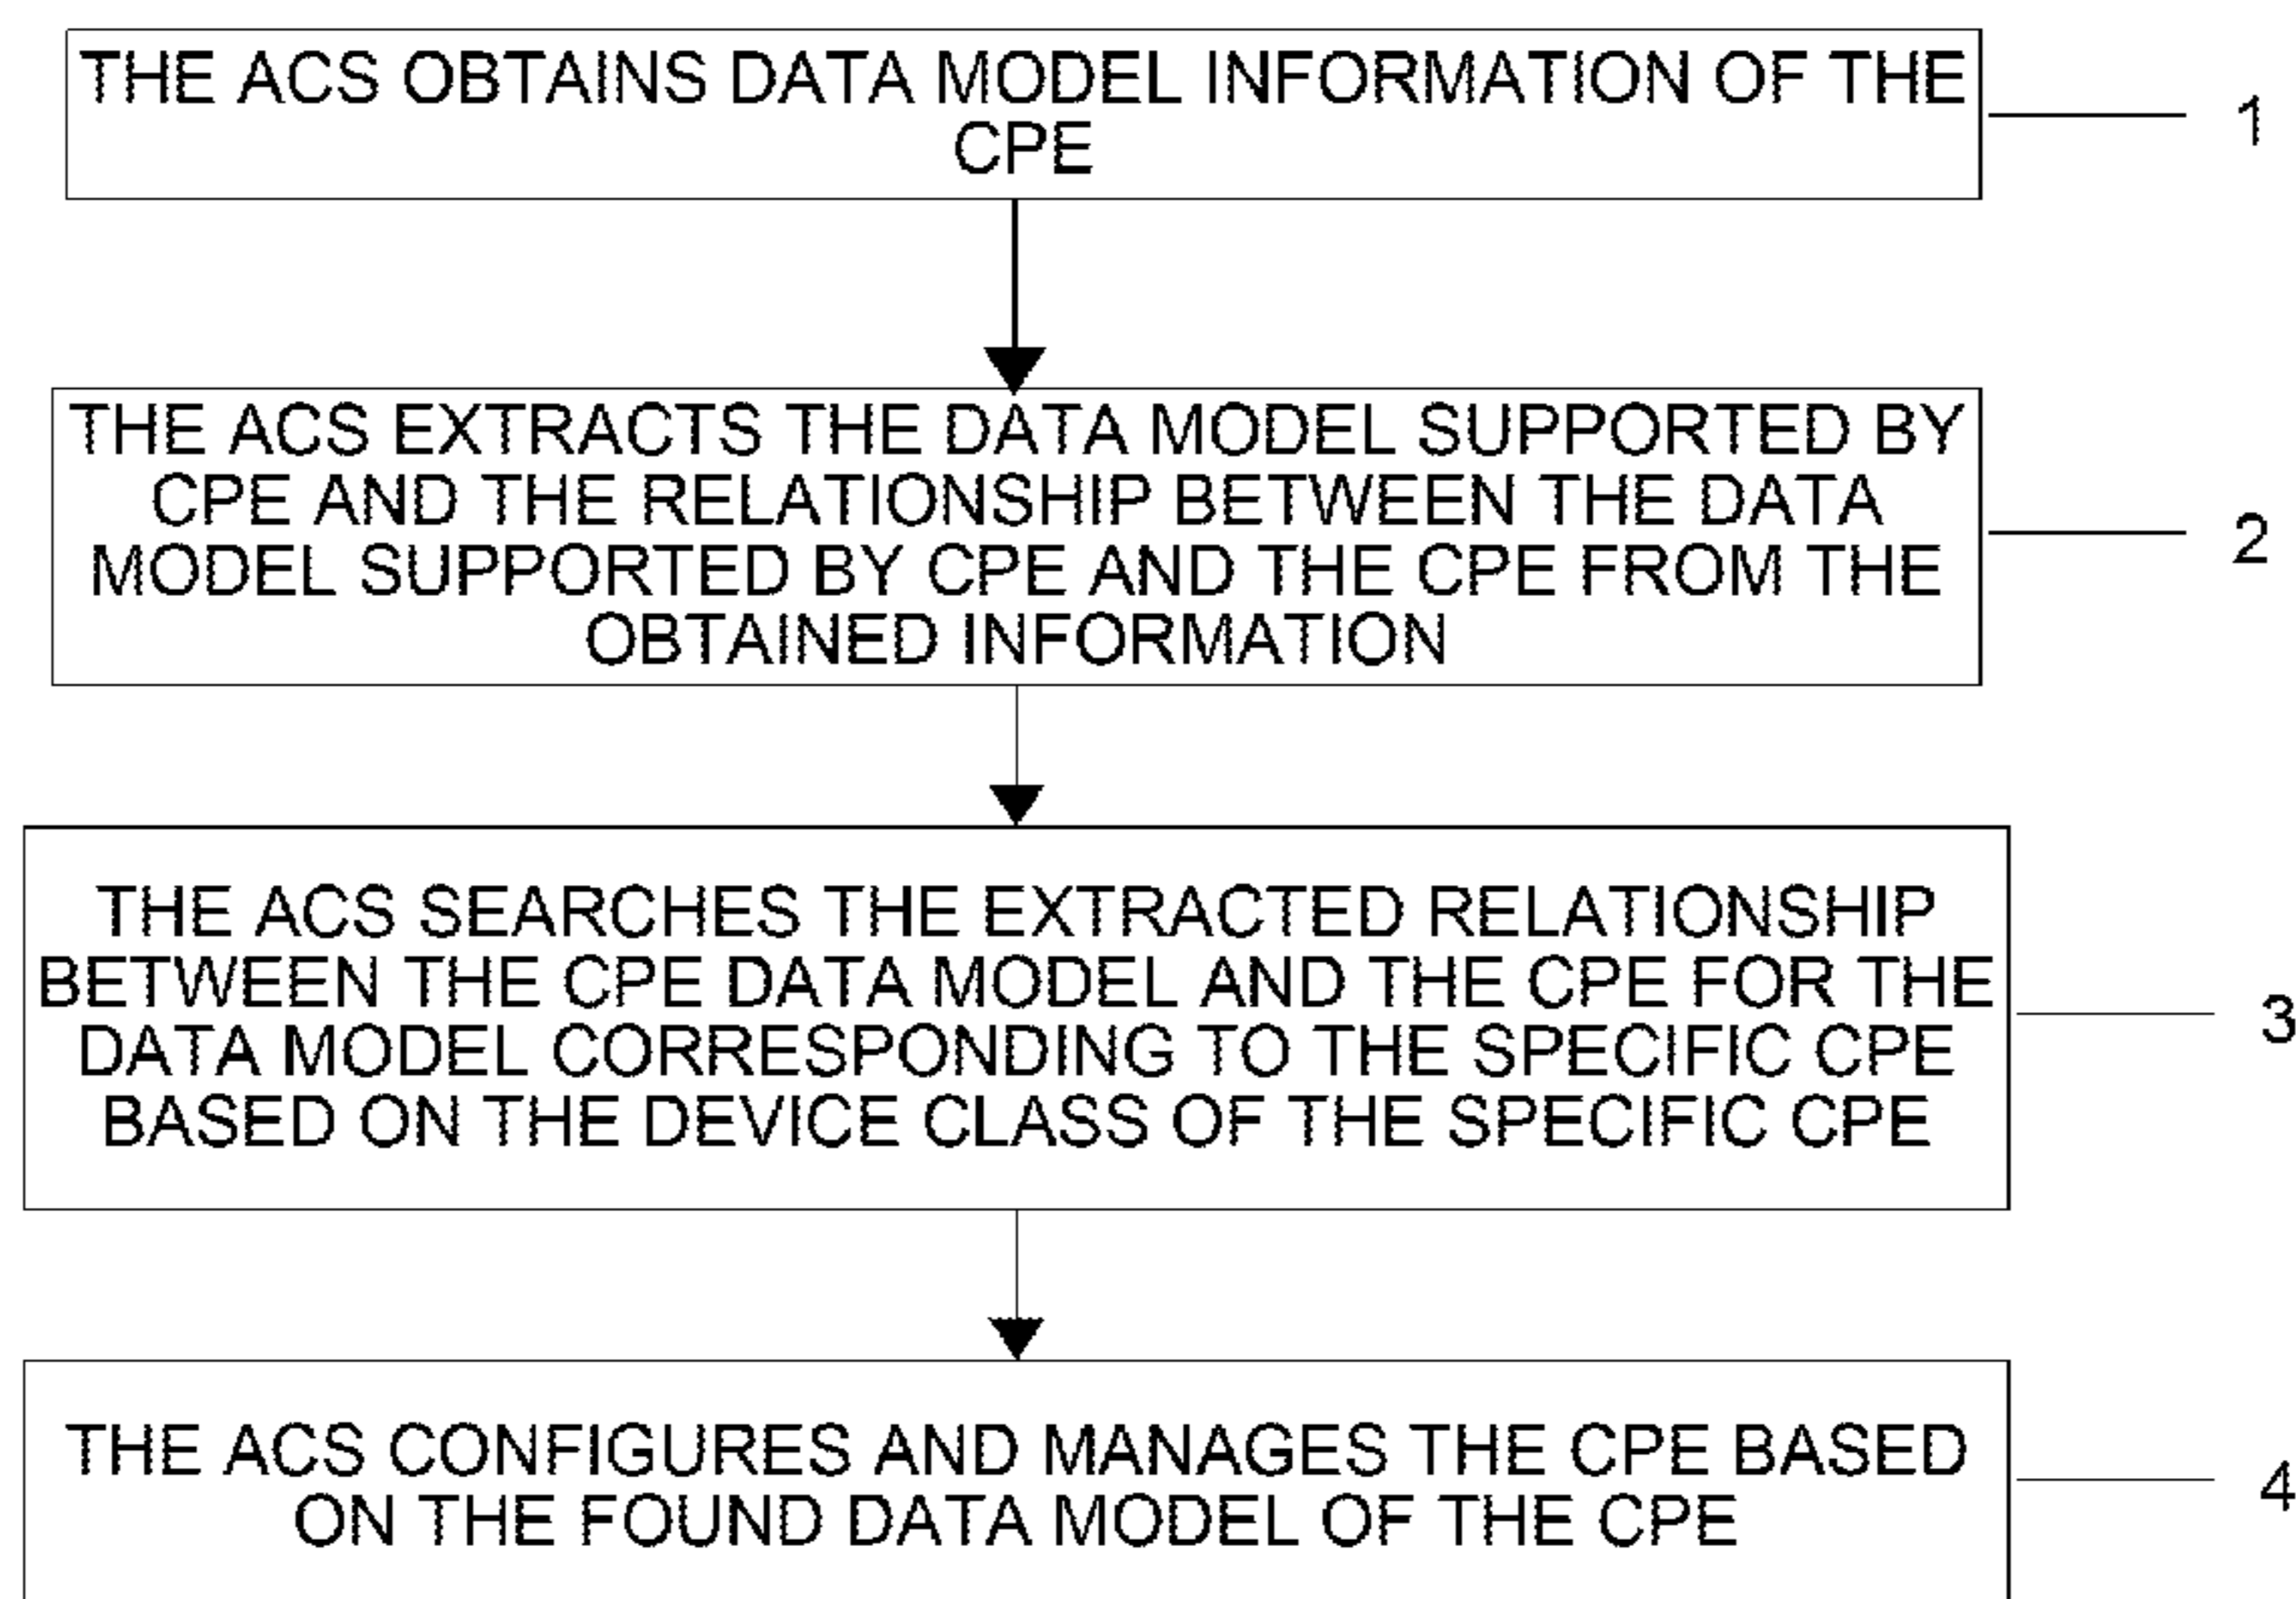 THE ACS OBTAINS DATA MODEL INFORMATION OF THE
CPE
1
THE ACS EXTRACTS THE DATA MODEL SUPPORTED BY
CPE AND THE RELATIONSHIP BETWEEN THE DATA
MODEL SUPPORTED BY CPE AND THE CPE FROM THE
OBTAINED INFORMATION
2
THE ACS SEARCHES THE EXTRACTED RELATIONSHIP
BETWEEN THE CPE DATA MODEL AND THE CPE FOR THE
DATA MODEL CORRESPONDING TO THE SPECIFIC CPE
BASED ON THE DEVICE CLASS OF THE SPECIFIC CPE
3
THE ACS CONFIGURES AND MANAGES THE CPE BASED
ON THE FOUND DATA MODEL OF THE CPE
4